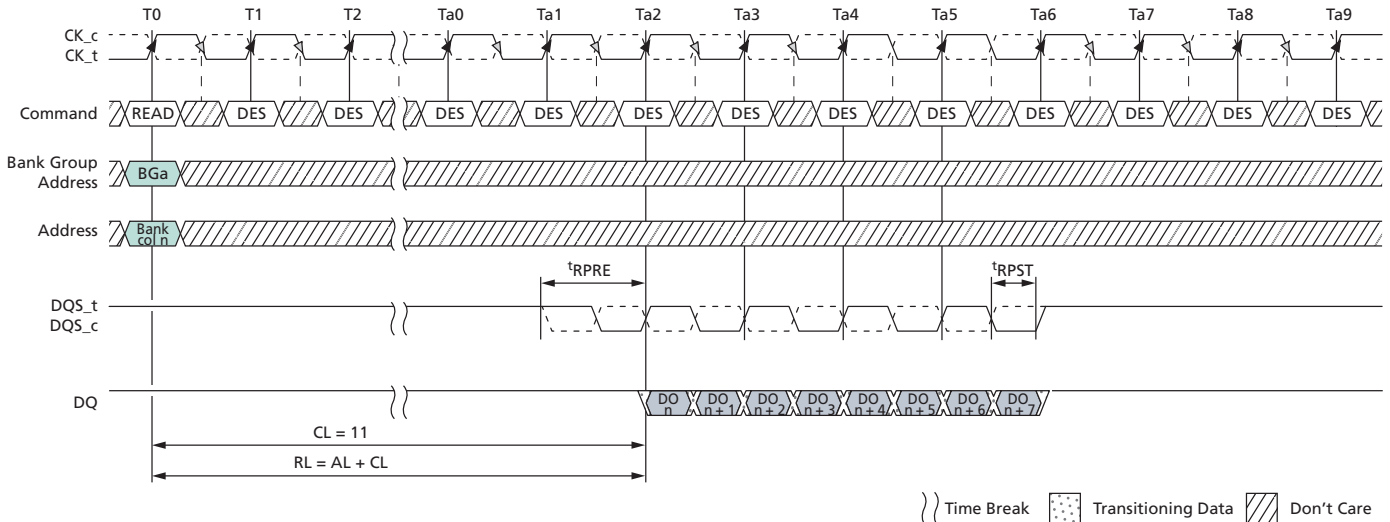 T0 T1 T2 Ta0 Ta1 Ta2 Ta3 Ta4 Ta5 Ta6 Ta7 Ta8 Ta9
CK_c
CK_t
Command READ DES DES DES DES DES DES DES DES DES DES DES DES
Bank Group
Address
BGa
Address
Bank
col n
tRPRE
tRPST
DQS_t
DQS_c
DQ
DO DO DO DO DO DO DO DO
n n + 1 n + 2 n + 3 n + 4 n + 5 n + 6 n + 7
CL = 11
RL = AL + CL
Time Break Transitioning Data Don't Care